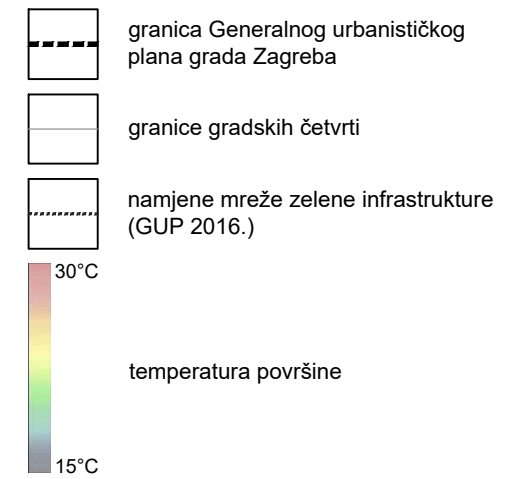 granica Generalnog urbanističkog
plana grada Zagreba
granice gradskih četvrti
namjene mreže zelene infrastrukture
(GUP 2016.)
30°C
temperatura površine
15°C